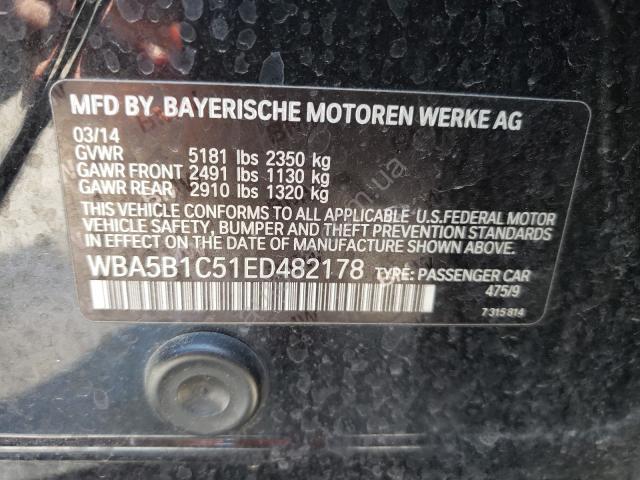 MFD BY. BAYERISCHE MOTOREN WERKE AG
03/14
GVWR 5181 lbs 2350 kg
GAWR FRONT 2491 lbs 1130 kg
GAWR REAR 2910 lbs 1320 kg
THIS VEHICLE CONFORMS TO ALL APPLICABLE U.S.FEDERAL MOTOR
VEHICLE SAFETY, BUMPER AND THEFT PREVENTION STANDARDS IN
EFFECT ON THE DATE OF MANUFACTURE SHOWN ABOVE.
WBA5B1C51ED482178 TYPE: PASSENGER CAR
475/9
7 315 814